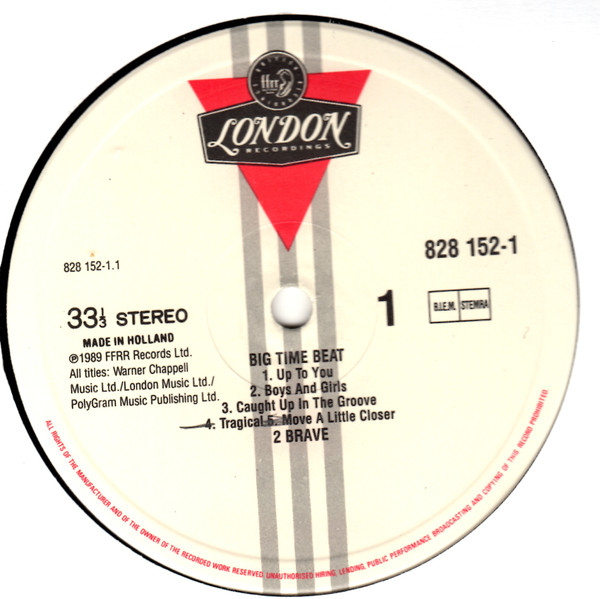 ffrr
LONDON
RECORDINGS
828 152-1
828 152-1.1
33⅓ STEREO
1
B.I.E.M. STEMRA
MADE IN HOLLAND
℗1989 FFRR Records Ltd.
All titles: Warner Chappell
Music Ltd./London Music Ltd./
PolyGram Music Publishing Ltd.
BIG TIME BEAT
1. Up To You
2. Boys And Girls
3. Caught Up In The Groove
4. Tragical 5. Move A Little Closer
2 BRAVE
ALL RIGHTS OF THE MANUFACTURER AND OF THE OWNER OF THE RECORDED WORK RESERVED. UNAUTHORISED HIRING, LENDING, PUBLIC PERFORMANCE BROADCASTING AND COPYING OF THIS RECORD PROHIBITED